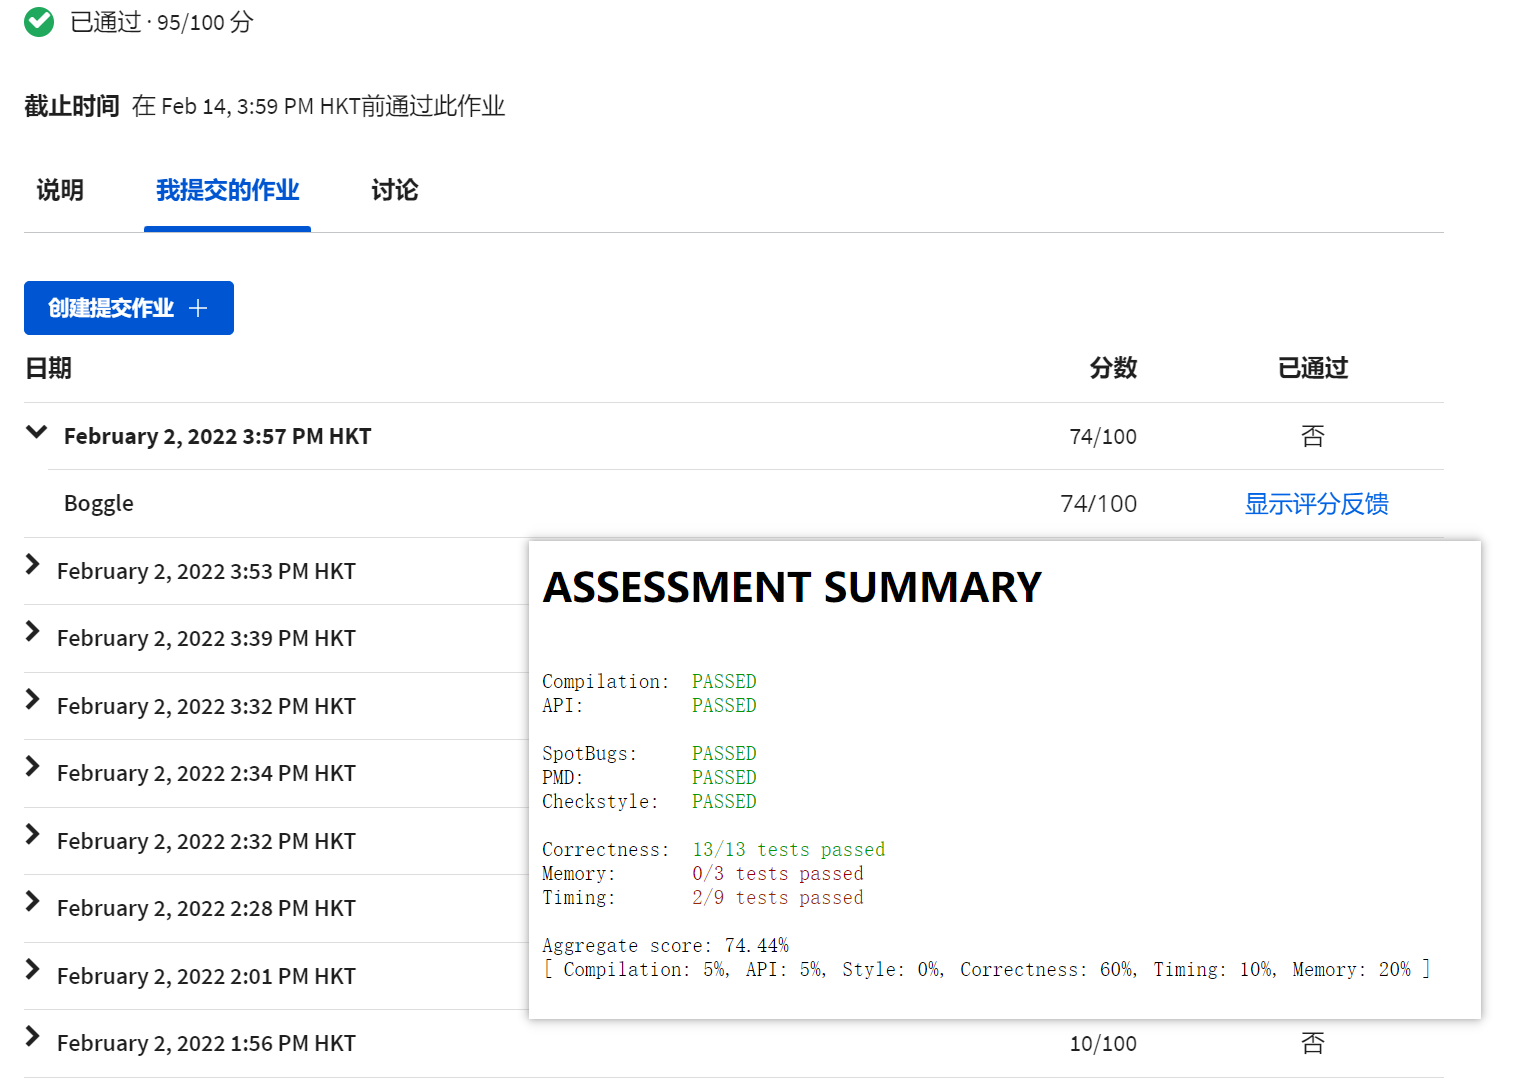 已通过 · 95/100 分
截止时间 在 Feb 14, 3:59 PM HKT前通过此作业
说明 我提交的作业 讨论
创建提交作业 +
日期 分数 已通过
February 2, 2022 3:57 PM HKT 74/100 否
Boggle 74/100 显示评分反馈
February 2, 2022 3:53 PM HKT
February 2, 2022 3:39 PM HKT
February 2, 2022 3:32 PM HKT
February 2, 2022 2:34 PM HKT
February 2, 2022 2:32 PM HKT
February 2, 2022 2:28 PM HKT
February 2, 2022 2:01 PM HKT
February 2, 2022 1:56 PM HKT 10/100 否
ASSESSMENT SUMMARY
Compilation: PASSED
API: PASSED
SpotBugs: PASSED
PMD: PASSED
Checkstyle: PASSED
Correctness: 13/13 tests passed
Memory: 0/3 tests passed
Timing: 2/9 tests passed
Aggregate score: 74.44%
[ Compilation: 5%, API: 5%, Style: 0%, Correctness: 60%, Timing: 10%, Memory: 20% ]